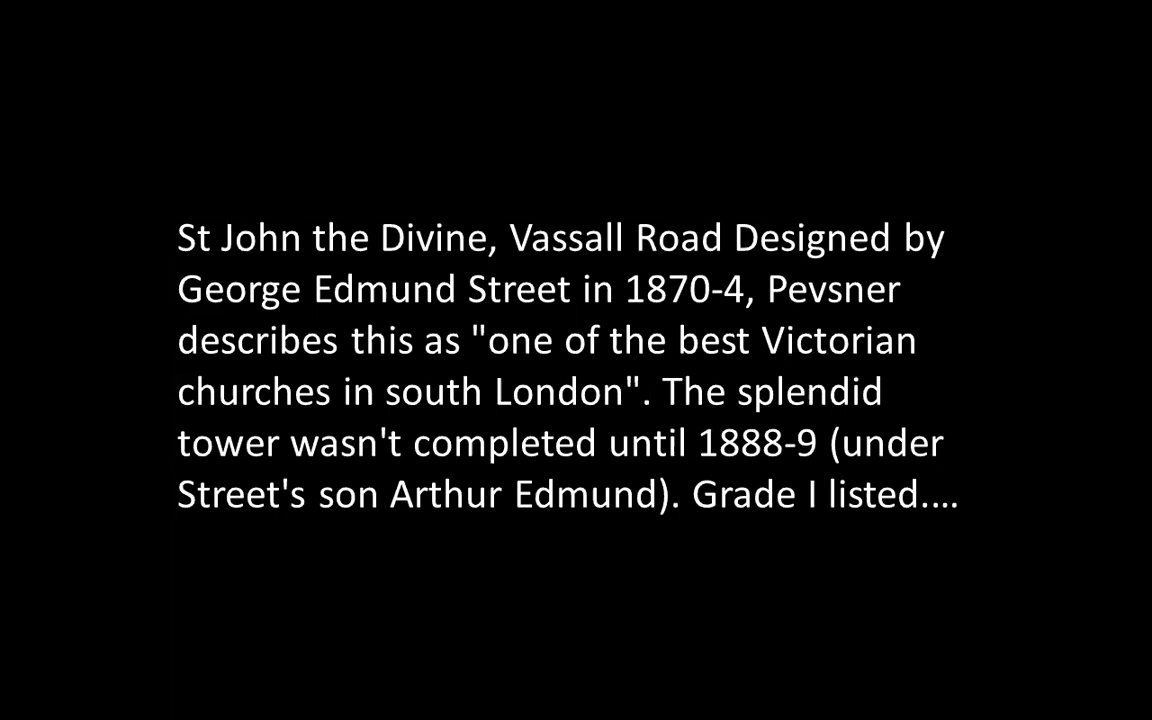 St John the Divine, Vassall Road Designed by
George Edmund Street in 1870-4, Pevsner
describes this as "one of the best Victorian
churches in south London". The splendid
tower wasn't completed until 1888-9 (under
Street's son Arthur Edmund). Grade I listed....